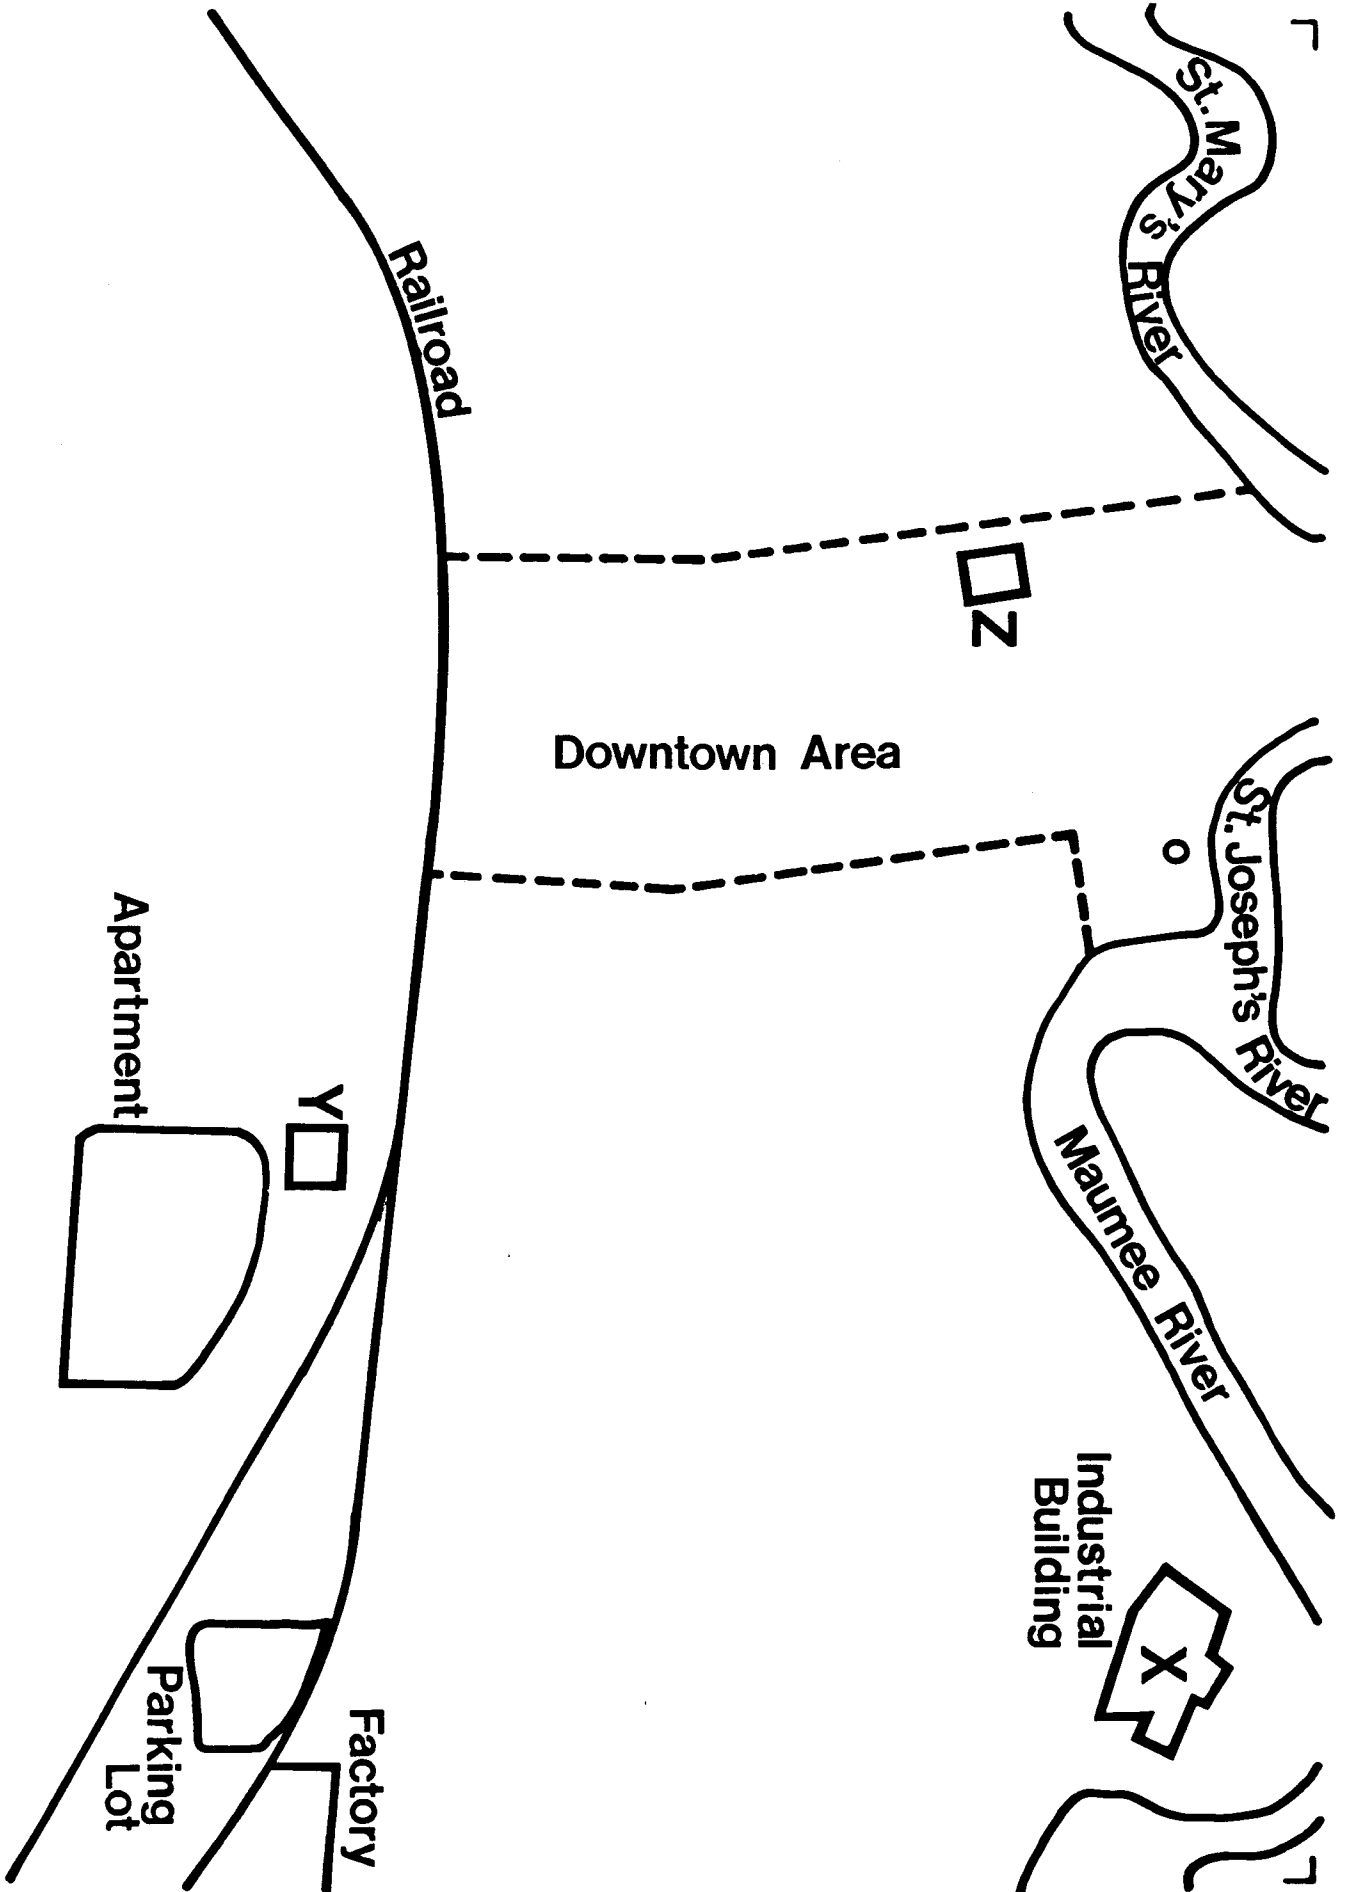 St. Mary's River
St. Joseph's River
Maumee River
Industrial
Building
X
Z
Downtown Area
Railroad
Factory
Y
Parking
Lot
Apartment